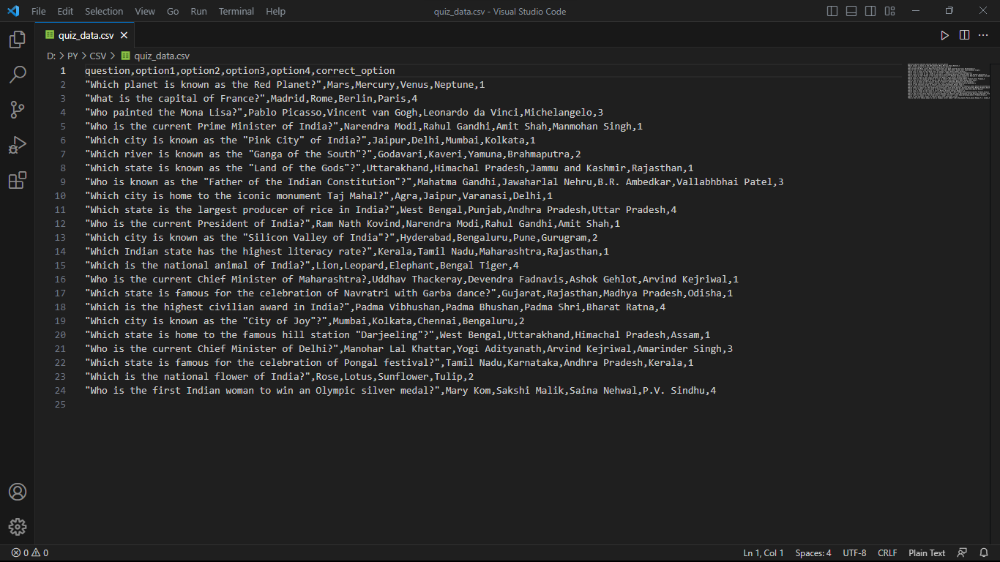 File Edit Selection View Go Run Terminal Help quiz_data.csv - Visual Studio Code
quiz_data.csv
D: > PY > CSV > quiz_data.csv
1 question,option1,option2,option3,option4,correct_option
2 "Which planet is known as the Red Planet?",Mars,Mercury,Venus,Neptune,1
3 "What is the capital of France?",Madrid,Rome,Berlin,Paris,4
4 "Who painted the Mona Lisa?",Pablo Picasso,Vincent van Gogh,Leonardo da Vinci,Michelangelo,3
5 "Who is the current Prime Minister of India?",Narendra Modi,Rahul Gandhi,Amit Shah,Manmohan Singh,1
6 "Which city is known as the "Pink City" of India?",Jaipur,Delhi,Mumbai,Kolkata,1
7 "Which river is known as the "Ganga of the South"?",Godavari,Kaveri,Yamuna,Brahmaputra,2
8 "Which state is known as the "Land of the Gods"?",Uttarakhand,Himachal Pradesh,Jammu and Kashmir,Rajasthan,1
9 "Who is known as the "Father of the Indian Constitution"?",Mahatma Gandhi,Jawaharlal Nehru,B.R. Ambedkar,Vallabhbhai Patel,3
10 "Which city is home to the iconic monument Taj Mahal?",Agra,Jaipur,Varanasi,Delhi,1
11 "Which state is the largest producer of rice in India?",West Bengal,Punjab,Andhra Pradesh,Uttar Pradesh,4
12 "Who is the current President of India?",Ram Nath Kovind,Narendra Modi,Rahul Gandhi,Amit Shah,1
13 "Which city is known as the "Silicon Valley of India"?",Hyderabad,Bengaluru,Pune,Gurugram,2
14 "Which Indian state has the highest literacy rate?",Kerala,Tamil Nadu,Maharashtra,Rajasthan,1
15 "Which is the national animal of India?",Lion,Leopard,Elephant,Bengal Tiger,4
16 "Who is the current Chief Minister of Maharashtra?,Uddhav Thackeray,Devendra Fadnavis,Ashok Gehlot,Arvind Kejriwal,1
17 "Which state is famous for the celebration of Navratri with Garba dance?",Gujarat,Rajasthan,Madhya Pradesh,Odisha,1
18 "Which is the highest civilian award in India?",Padma Vibhushan,Padma Bhushan,Padma Shri,Bharat Ratna,4
19 "Which city is known as the "City of Joy"?",Mumbai,Kolkata,Chennai,Bengaluru,2
20 "Which state is home to the famous hill station "Darjeeling"?",West Bengal,Uttarakhand,Himachal Pradesh,Assam,1
21 "Who is the current Chief Minister of Delhi?",Manohar Lal Khattar,Yogi Adityanath,Arvind Kejriwal,Amarinder Singh,3
22 "Which state is famous for the celebration of Pongal festival?",Tamil Nadu,Karnataka,Andhra Pradesh,Kerala,1
23 "Which is the national flower of India?",Rose,Lotus,Sunflower,Tulip,2
24 "Who is the first Indian woman to win an Olympic silver medal?",Mary Kom,Sakshi Malik,Saina Nehwal,P.V. Sindhu,4
25
0 0 Ln 1, Col 1 Spaces: 4 UTF-8 CRLF Plain Text